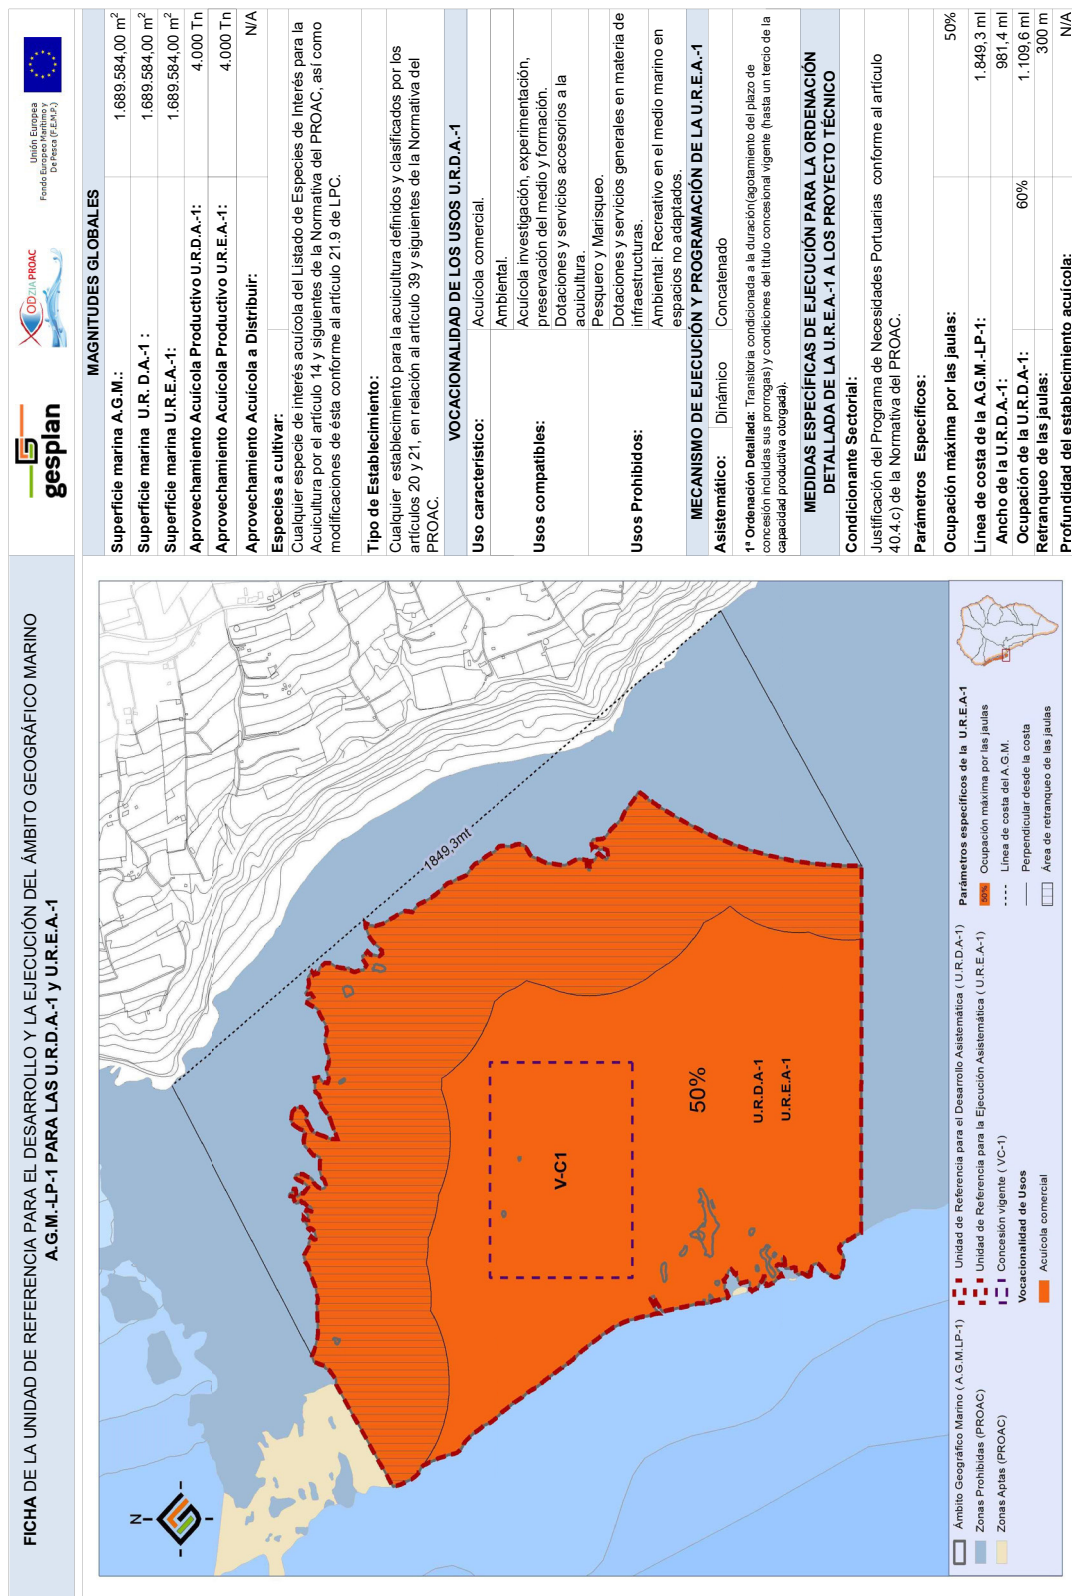 FICHA DE LA UNIDAD DE REFERENCIA PARA EL DESARROLLO Y LA EJECUCIÓN DEL ÁMBITO GEOGRÁFICO MARINO
A.G.M.-LP-1 PARA LAS U.R.D.A.-1 y U.R.E.A.-1
gesplan
ODZIAPROAC
Unión Europea
Fondo Europeo Marítimo y
De Pesca (F.E.M.P.)
N
1849,3mt
V-C1
50%
U.R.D.A-1
U.R.E.A-1
Ámbito Geográfico Marino ( A.G.M.LP-1)
Zonas Prohibidas (PROAC)
Zonas Aptas (PROAC)
Unidad de Referencia para el Desarrollo Asistemática ( U.R.D.A-1)
Unidad de Referencia para la Ejecución Asistemática ( U.R.E.A-1)
Concesión vigente ( VC-1)
Vocacionalidad de Usos
Acuícola comercial
Parámetros específicos de la U.R.E.A-1
50% Ocupación máxima por las jaulas
Línea de costa del A.G.M.
Perpendicular desde la costa
Área de retranqueo de las jaulas
MAGNITUDES GLOBALES
Superficie marina A.G.M.: 1.689.584,00 m²
Superficie marina U.R. D.A.-1 : 1.689.584,00 m²
Superficie marina U.R.E.A.-1: 1.689.584,00 m²
Aprovechamiento Acuícola Productivo U.R.D.A.-1: 4.000 Tn
Aprovechamiento Acuícola Productivo U.R.E.A.-1: 4.000 Tn
Aprovechamiento Acuícola a Distribuir: N/A
Especies a cultivar:
Cualquier especie de interés acuícola del Listado de Especies de Interés para la
Acuicultura por el artículo 14 y siguientes de la Normativa del PROAC, así como
modificaciones de ésta conforme al artículo 21.9 de LPC.
Tipo de Establecimiento:
Cualquier establecimiento para la acuicultura definidos y clasificados por los
artículos 20 y 21, en relación al artículo 39 y siguientes de la Normativa del
PROAC.
VOCACIONALIDAD DE LOS USOS U.R.D.A.-1
Uso característico: Acuícola comercial.
Ambiental.
Usos compatibles: Acuícola investigación, experimentación,
preservación del medio y formación.
Dotaciones y servicios accesorios a la
acuicultura.
Pesquero y Marisqueo.
Usos Prohibidos: Dotaciones y servicios generales en materia de
infraestructuras.
Ambiental: Recreativo en el medio marino en
espacios no adaptados.
MECANISMO DE EJECUCIÓN Y PROGRAMACIÓN DE LA U.R.E.A.-1
Asistemático: Dinámico Concatenado
1ª Ordenación Detallada: Transitoria condicionada a la duración(agotamiento del plazo de
concesión incluidas sus prorrogas) y condiciones del titulo concesional vigente (hasta un tercio de la
capacidad productiva otorgada).
MEDIDAS ESPECÍFICAS DE EJECUCIÓN PARA LA ORDENACIÓN
DETALLADA DE LA U.R.E.A.-1 A LOS PROYECTO TÉCNICO
Condicionante Sectorial:
Justificación del Programa de Necesidades Portuarias conforme al artículo
40.4.c) de la Normativa del PROAC.
Parámetros Específicos:
Ocupación máxima por las jaulas: 50%
Línea de costa de la A.G.M.-LP-1: 1.849,3 ml
Ancho de la U.R.D.A.-1: 981,4 ml
Ocupación de la U.R.D.A-1: 60% 1.109,6 ml
Retranqueo de las jaulas: 300 m
Profundidad del establecimiento acuícola: N/A